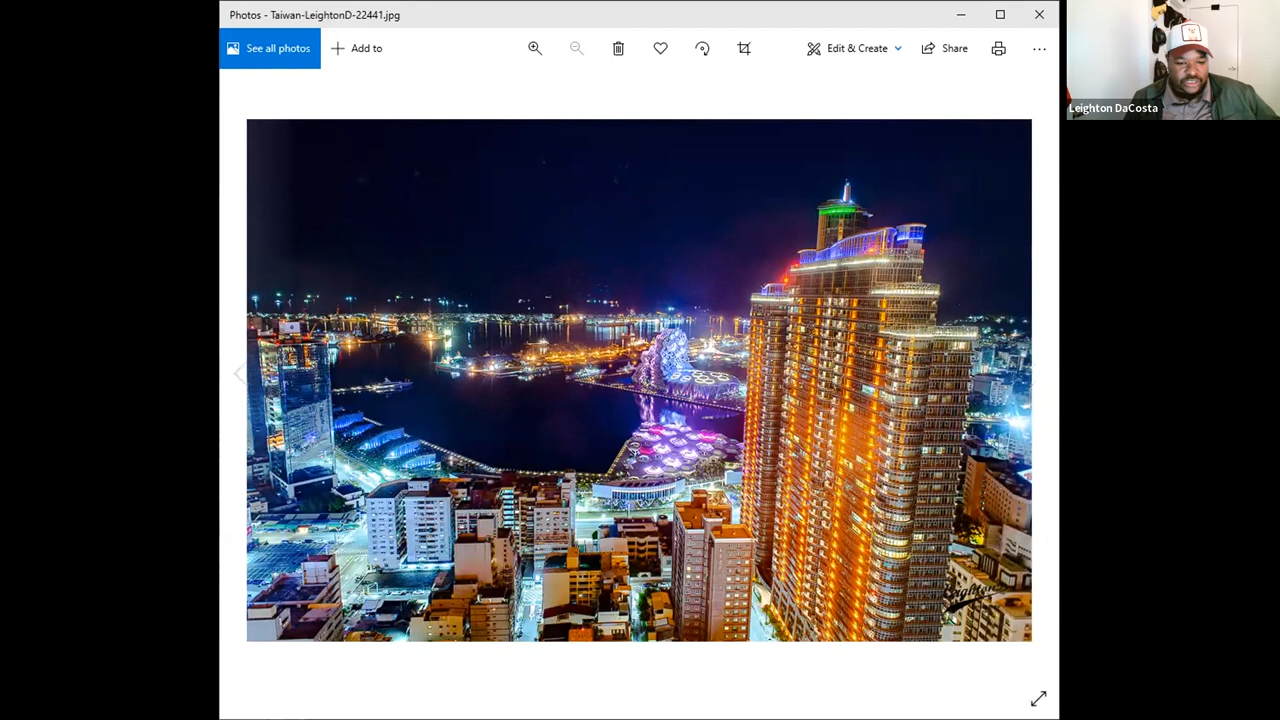 Photos - Taiwan-LeightonD-22441.jpg
See all photos
Add to
Edit & Create
Share
Leighton DaCosta